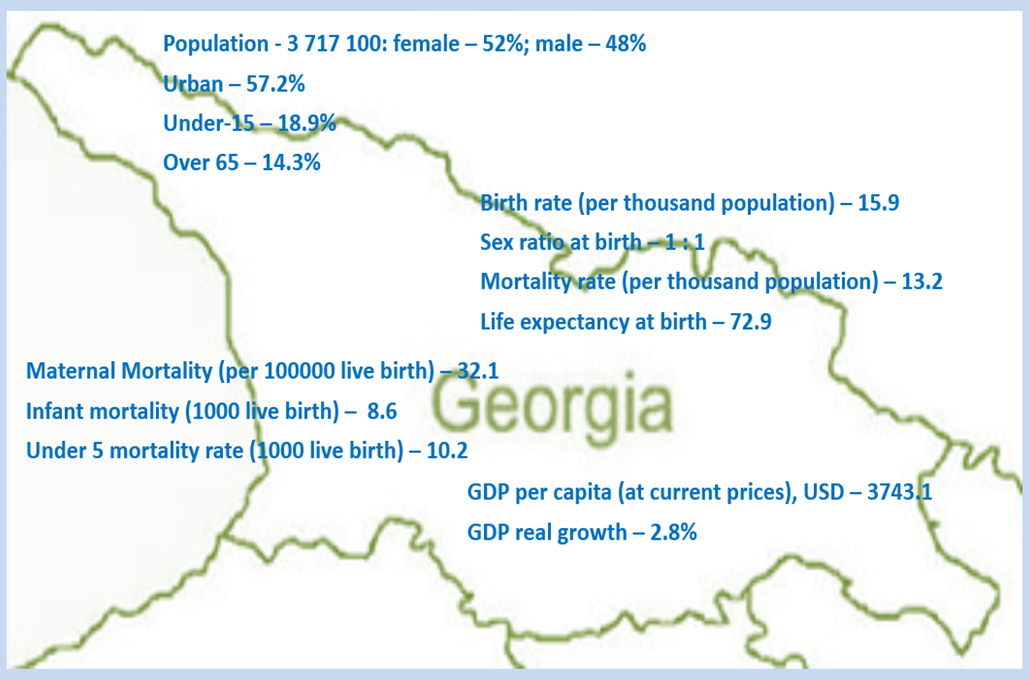 Population - 3 717 100: female – 52%; male – 48%
Urban – 57.2%
Under-15 – 18.9%
Over 65 – 14.3%
Birth rate (per thousand population) – 15.9
Sex ratio at birth – 1 : 1
Mortality rate (per thousand population) – 13.2
Life expectancy at birth – 72.9
Maternal Mortality (per 100000 live birth) – 32.1
Infant mortality (1000 live birth) –  8.6
Georgia
Under 5 mortality rate (1000 live birth) – 10.2
GDP per capita (at current prices), USD – 3743.1
GDP real growth – 2.8%